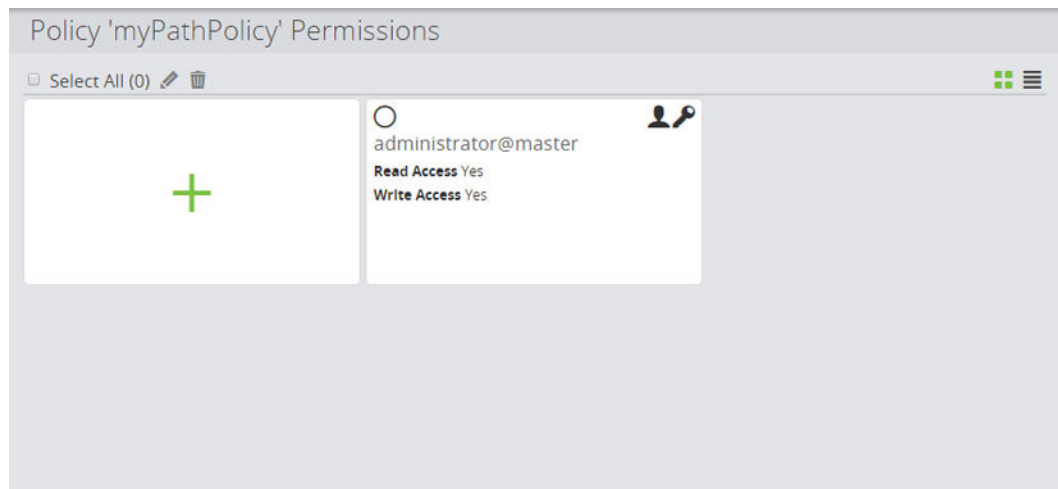 Policy 'myPathPolicy' Permissions
Select All (0)
administrator@master
Read Access Yes
Write Access Yes